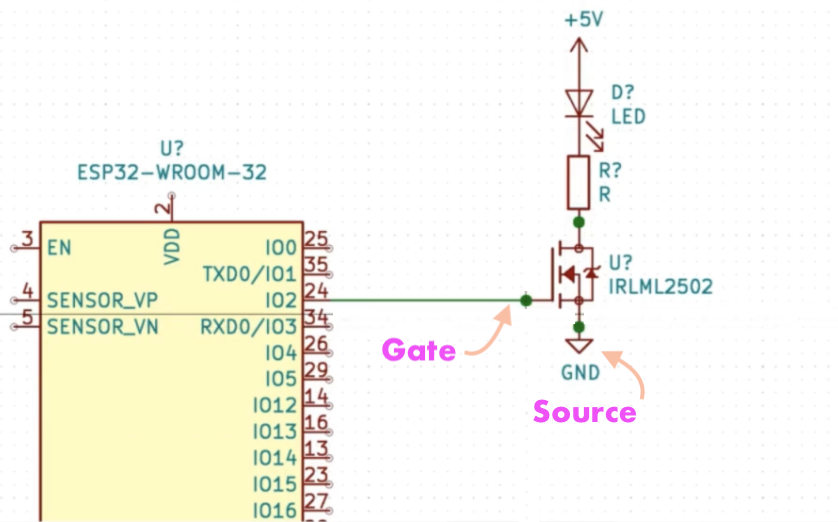 +5V
D?
LED
U?
ESP32-WROOM-32
R?
R
2
VDD
3 EN
IO0 25
TXD0/IO1 35
4 SENSOR_VP
IO2 24
5 SENSOR_VN
RXD0/IO3 34
U?
IRLML2502
IO4 26
IO5 29
Gate
GND
IO12 14
Source
IO13 16
IO14 13
IO15 23
IO16 27